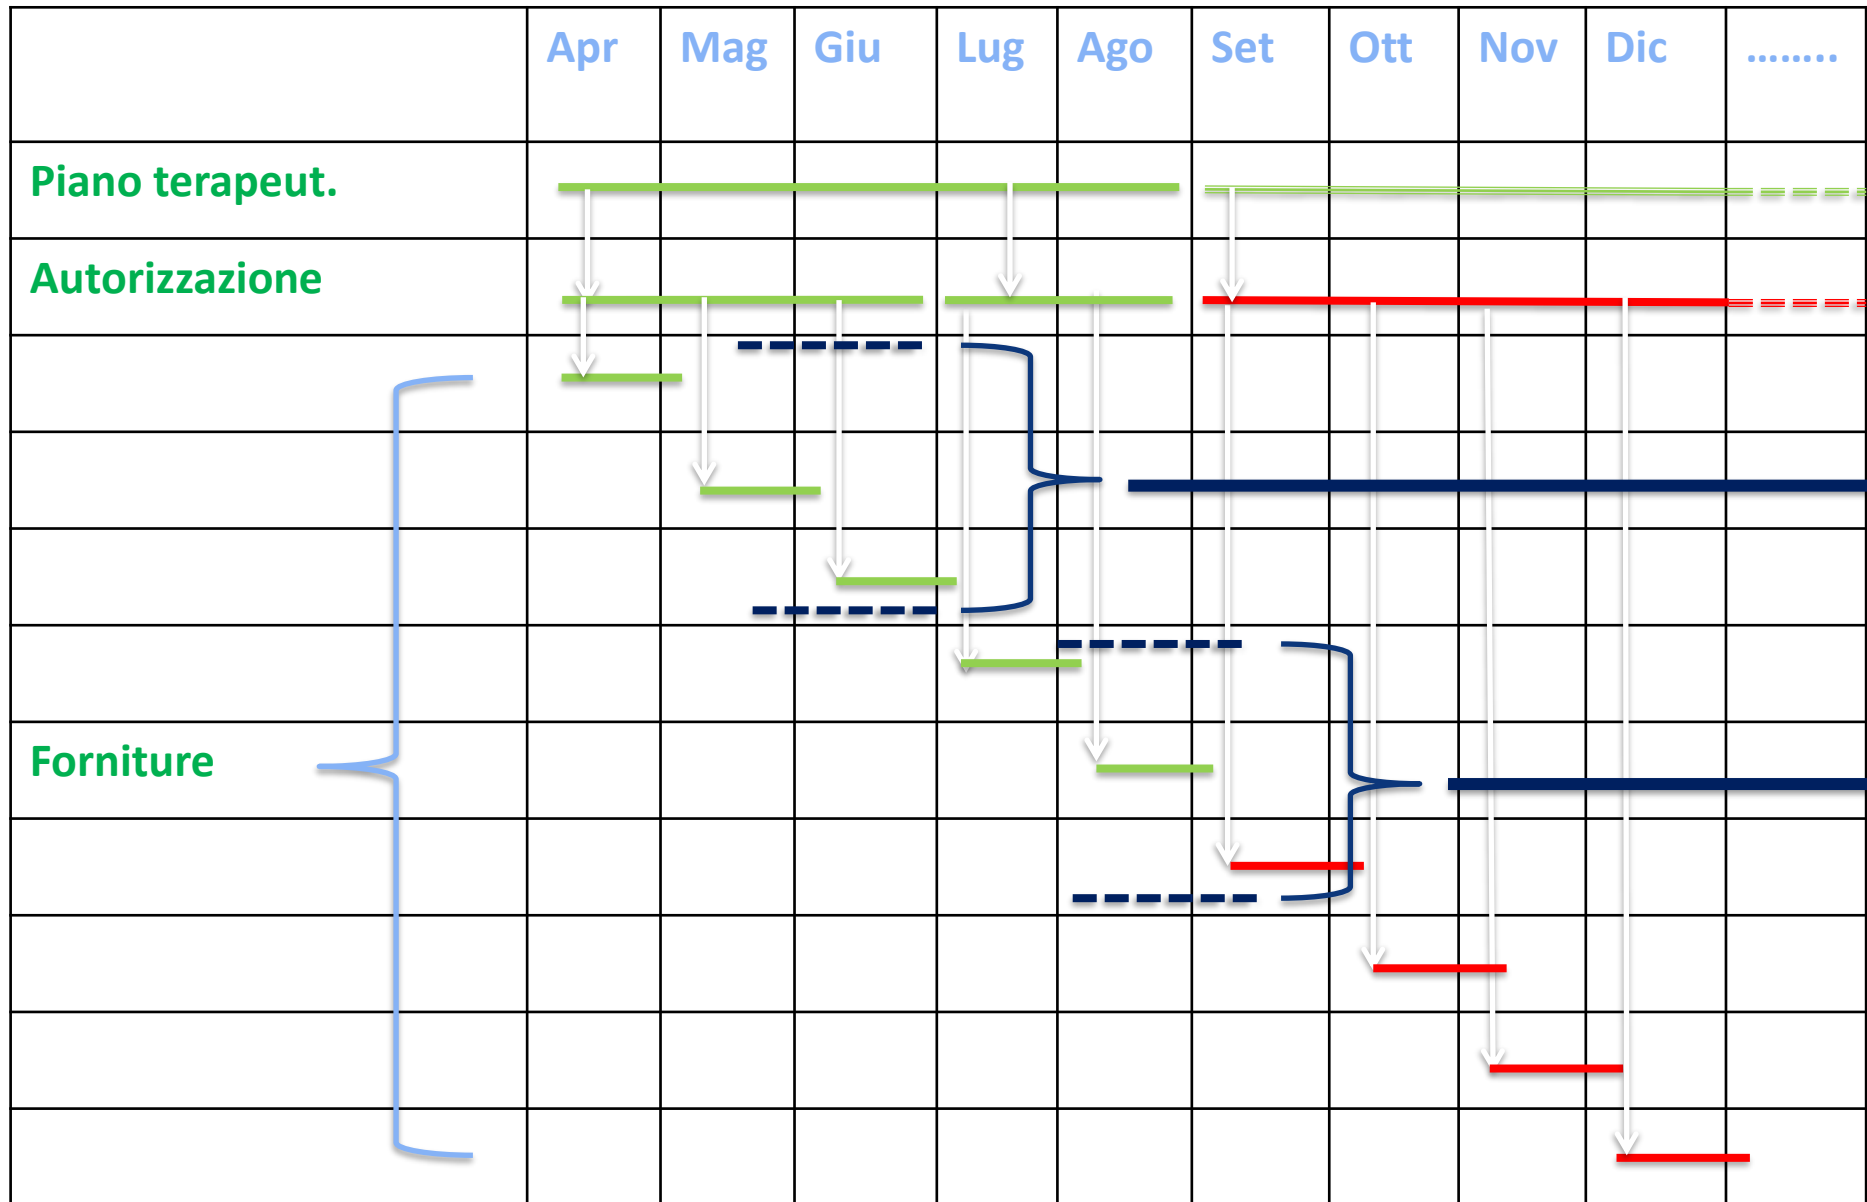 Apr Mag Giu Lug Ago Set Ott Nov Dic ........
Piano terapeut.
Autorizzazione
Forniture